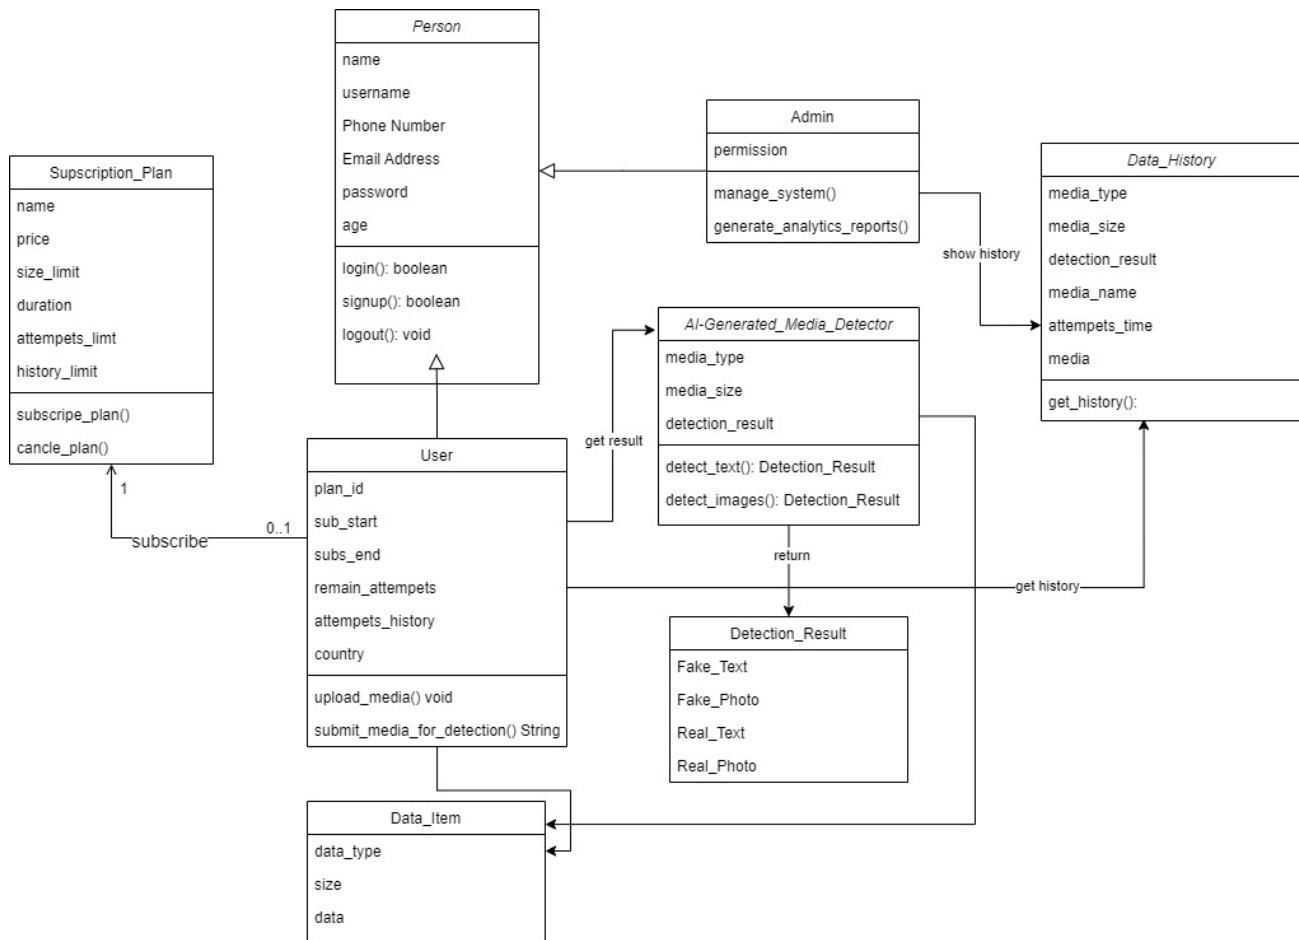 Person
name
username
Phone Number
Email Address
password
age
login(): boolean
signup(): boolean
logout(): void
Admin
permission
manage_system()
generate_analytics_reports()
Data_History
media_type
media_size
detection_result
media_name
attempets_time
media
get_history():
Supscription_Plan
name
price
size_limit
duration
attempets_limt
history_limit
subscripe_plan()
cancle_plan()
show history
AI-Generated_Media_Detector
media_type
media_size
detection_result
detect_text(): Detection_Result
detect_images(): Detection_Result
get result
User
plan_id
sub_start
subs_end
remain_attempets
attempets_history
country
upload_media() void
submit_media_for_detection() String
1
0..1
subscribe
return
get history
Detection_Result
Fake_Text
Fake_Photo
Real_Text
Real_Photo
Data_Item
data_type
size
data